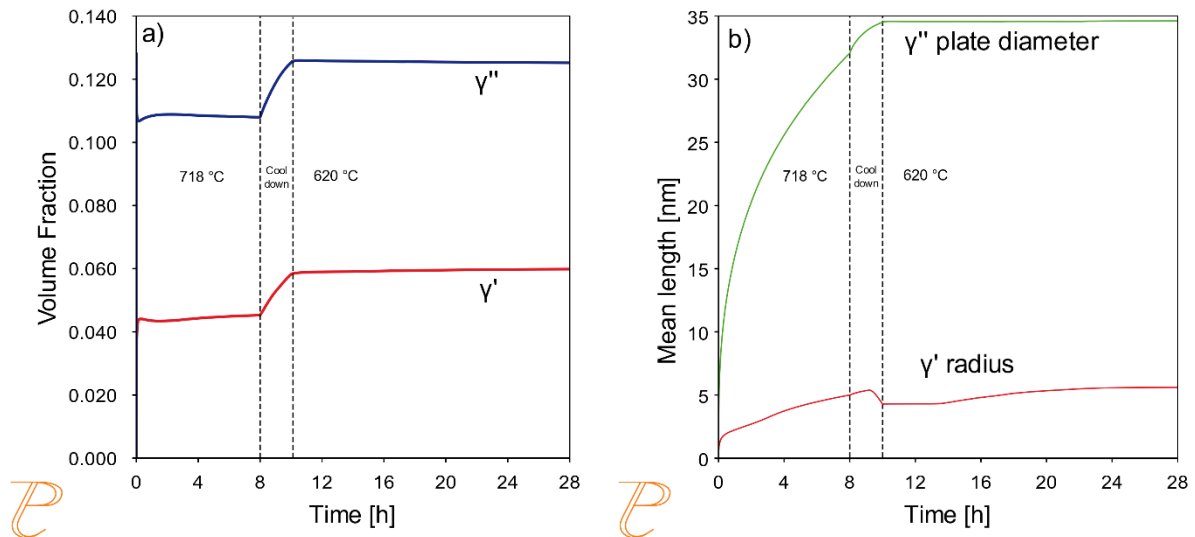 a)
0.140
0.120
0.100
0.080
0.060
0.040
0.020
0.000
Volume Fraction
γ''
718 °C
Cool
down
620 °C
γ'
0
4
8
12
16
20
24
28
Time [h]
b)
35
30
25
20
15
10
5
0
Mean length [nm]
γ'' plate diameter
718 °C
Cool
down
620 °C
γ' radius
0
4
8
12
16
20
24
28
Time [h]